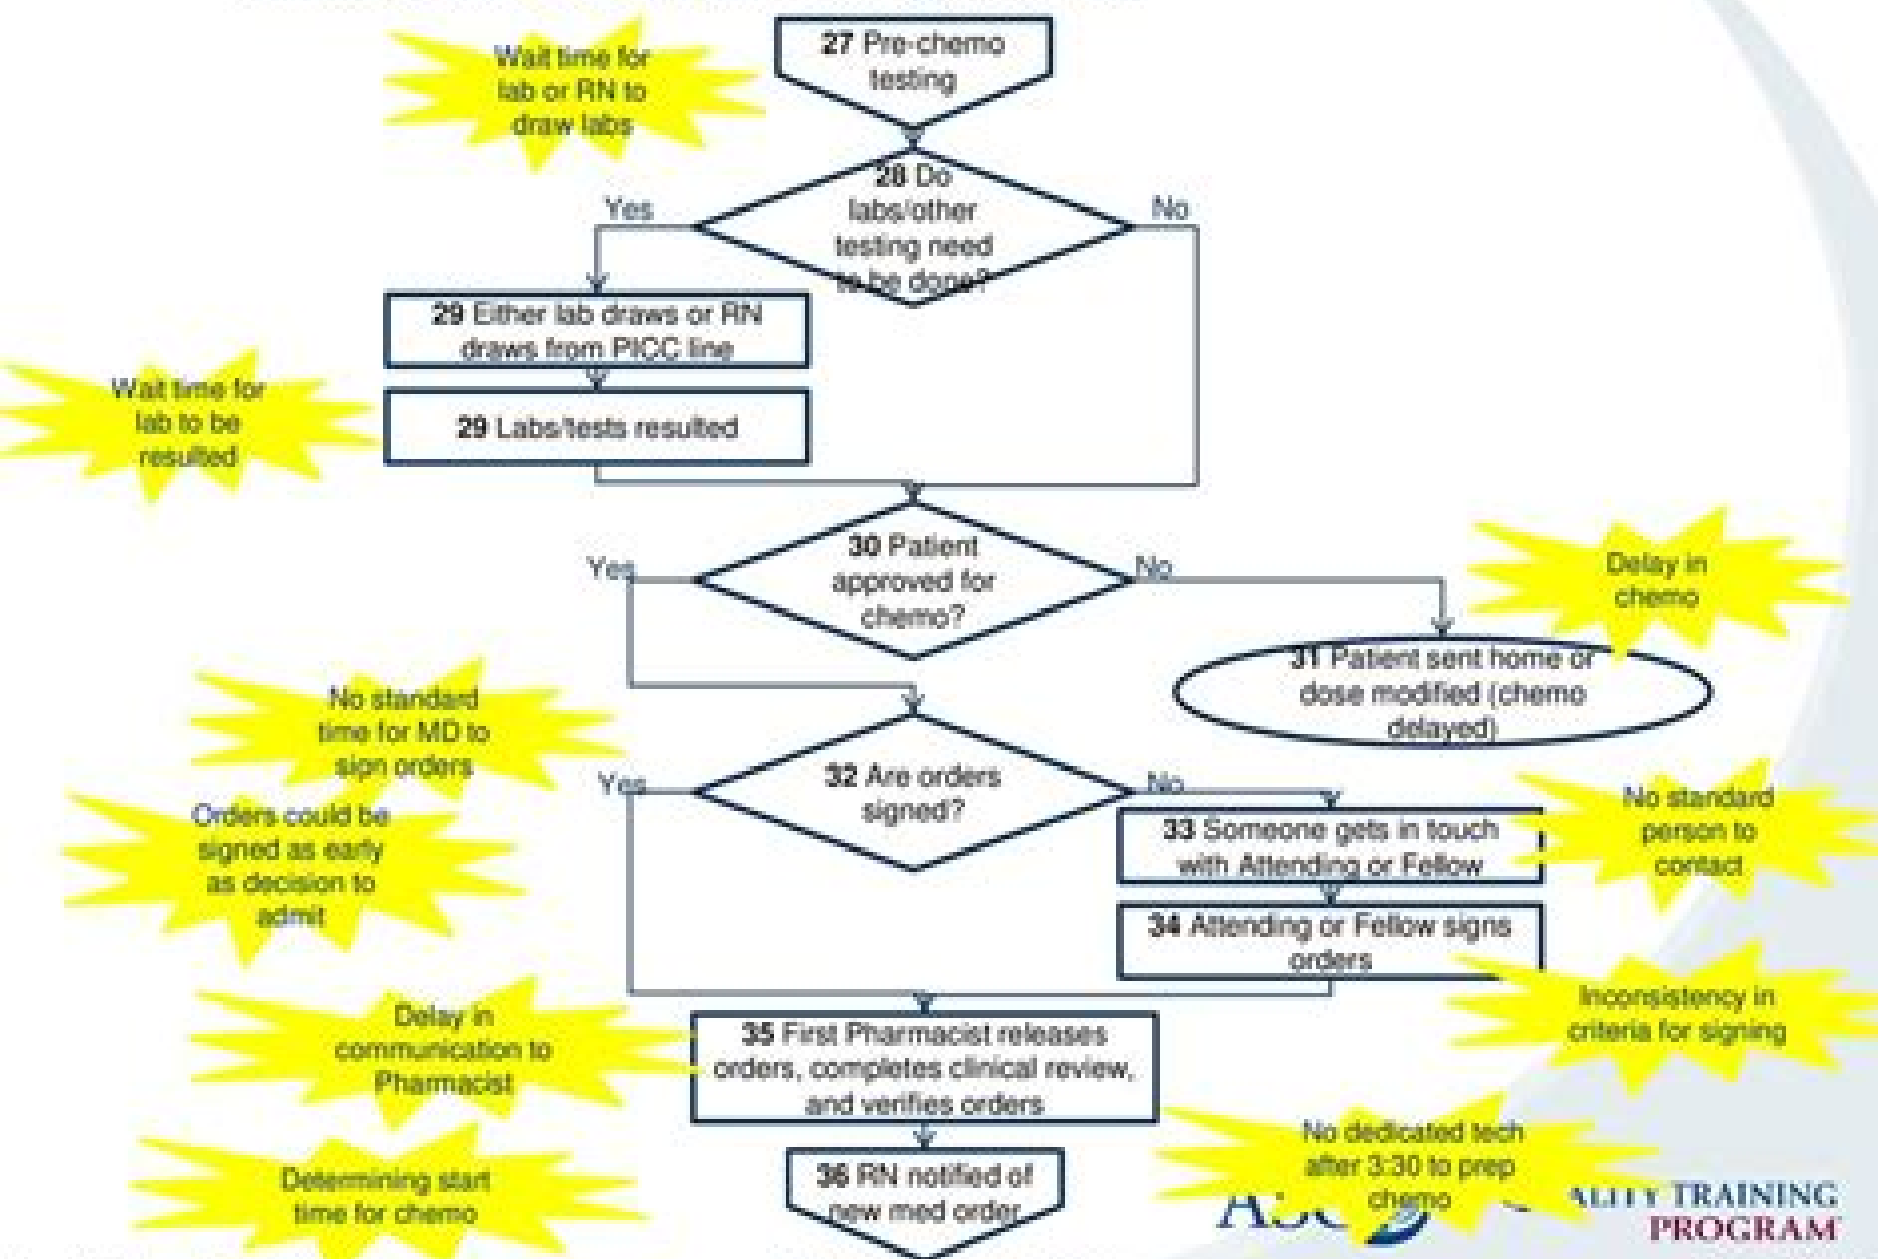 Wait time for
lab or RN to
draw labs
27 Pre-chemo
testing
28 Do
labs/other
testing need
to be done?
Yes
No
29 Either lab draws or RN
draws from PICC line
Wait time for
lab to be
resulted
29 Labs/tests resulted
30 Patient
approved for
chemo?
Yes
No
Delay in
chemo
31 Patient sent home or
dose modified (chemo
delayed)
No standard
time for MD to
sign orders
32 Are orders
signed?
Yes
No
Orders could be
signed as early
as decision to
admit
33 Someone gets in touch
with Attending or Fellow
No standard
person to
contact
34 Attending or Fellow signs
orders
Inconsistency in
criteria for signing
Delay in
communication to
Pharmacist
35 First Pharmacist releases
orders, completes clinical review,
and verifies orders
Determining start
time for chemo
36 RN notified of
new med order
No dedicated tech
after 3:30 to prep
chemo
TRAINING
PROGRAM